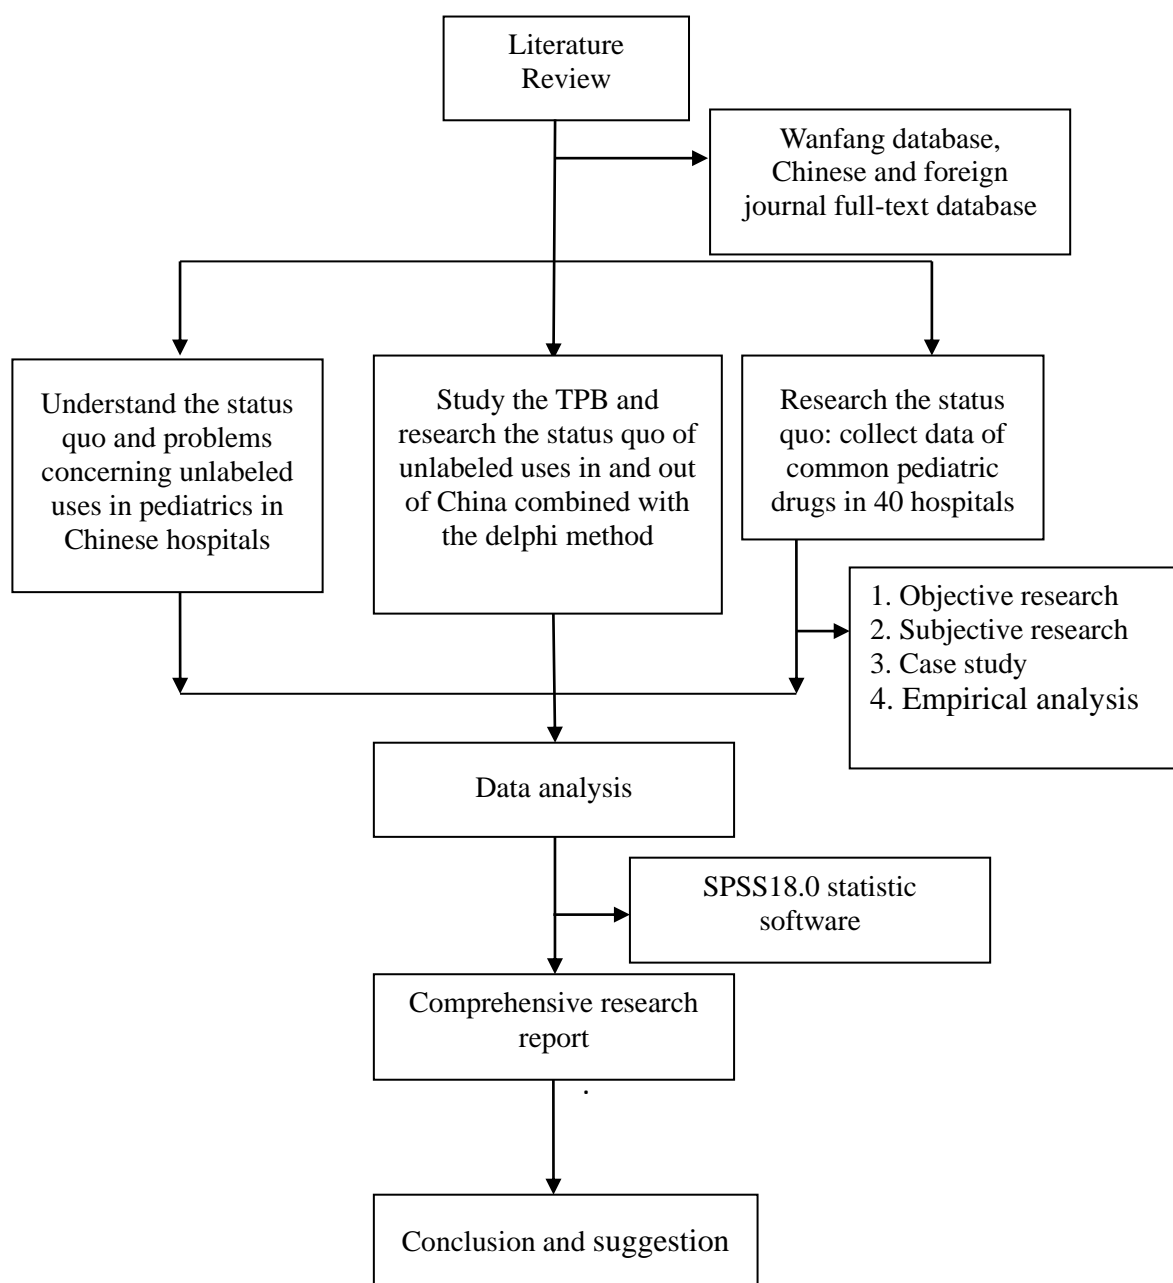 Literature
Review
Wanfang database,
Chinese and foreign
journal full-text database
Understand the status
quo and problems
concerning unlabeled
uses in pediatrics in
Chinese hospitals
Study the TPB and
research the status quo of
unlabeled uses in and out
of China combined with
the delphi method
Research the status
quo: collect data of
common pediatric
drugs in 40 hospitals
1. Objective research
2. Subjective research
3. Case study
4. Empirical analysis
Data analysis
SPSS18.0 statistic
software
Comprehensive research
report
.
Conclusion and suggestion